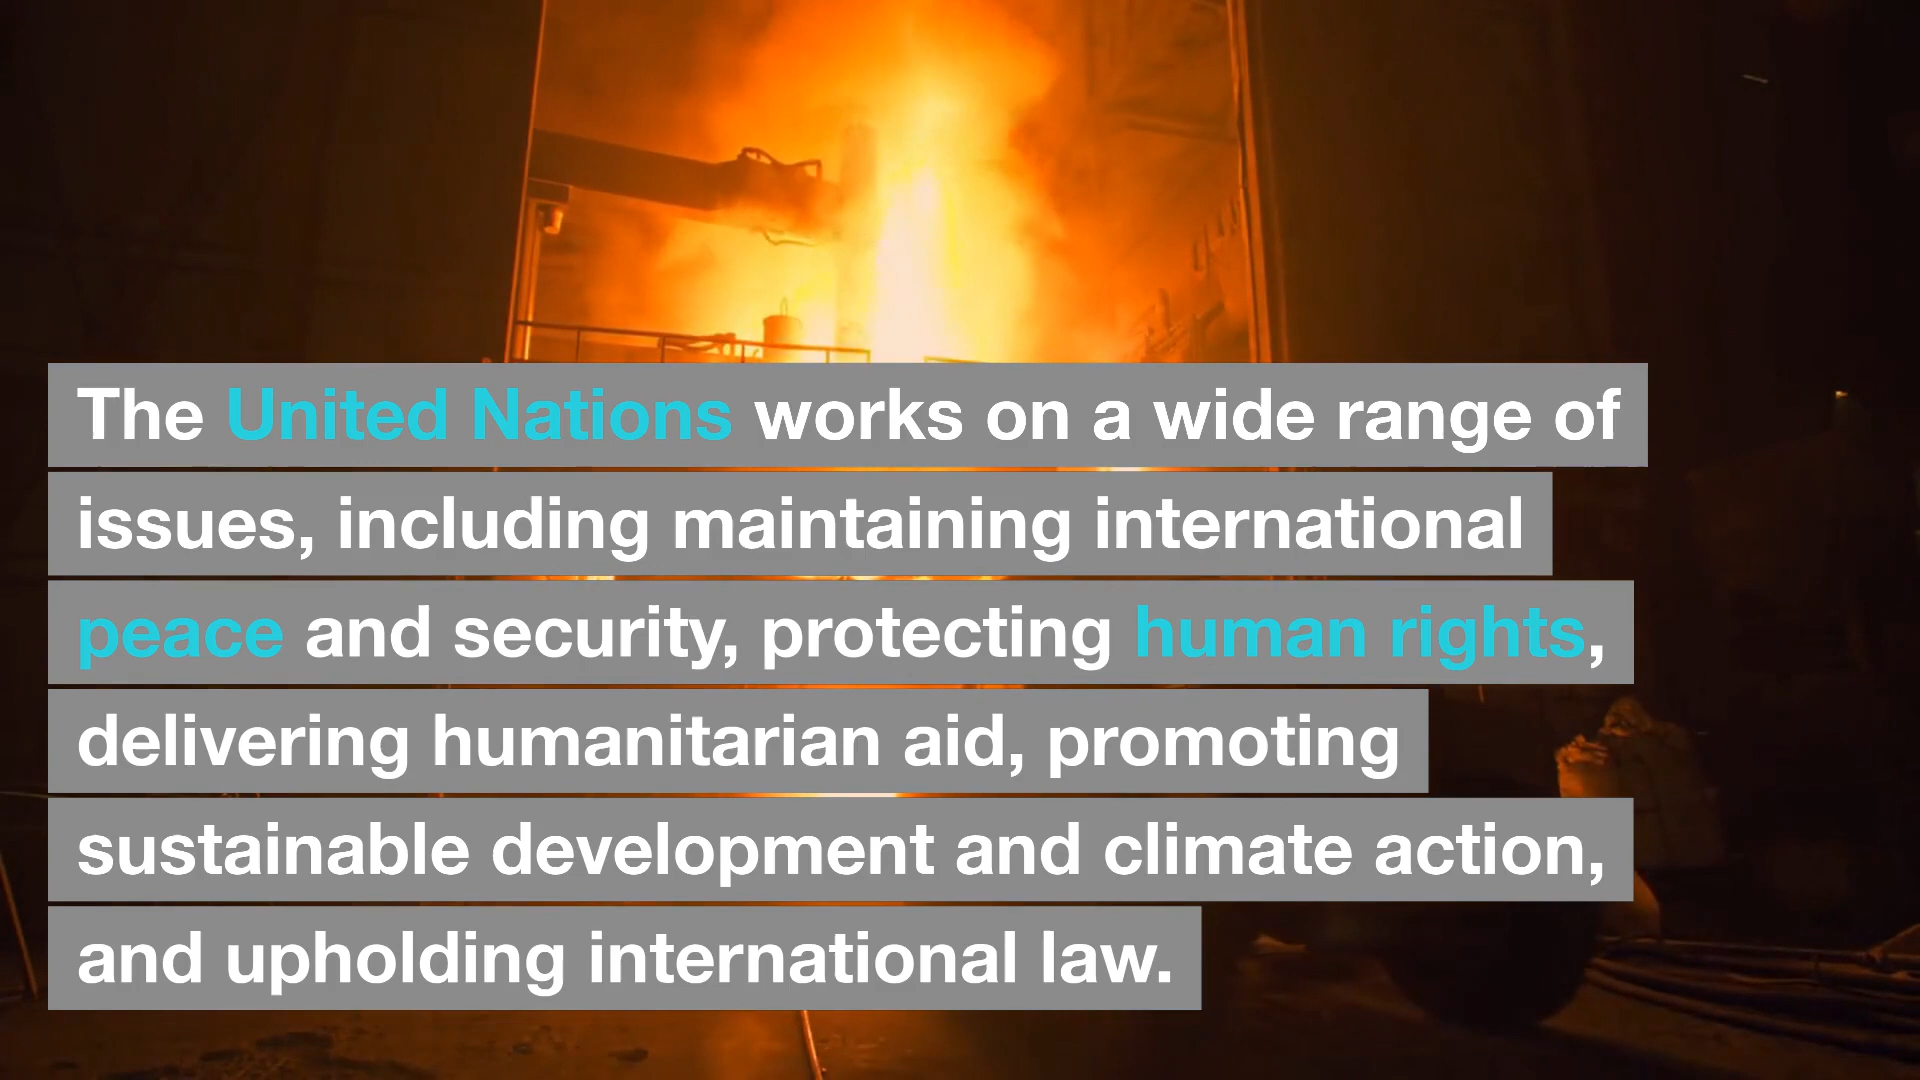 The United Nations works on a wide range of
issues, including maintaining international
peace and security, protecting human rights,
delivering humanitarian aid, promoting
sustainable development and climate action,
and upholding international law.